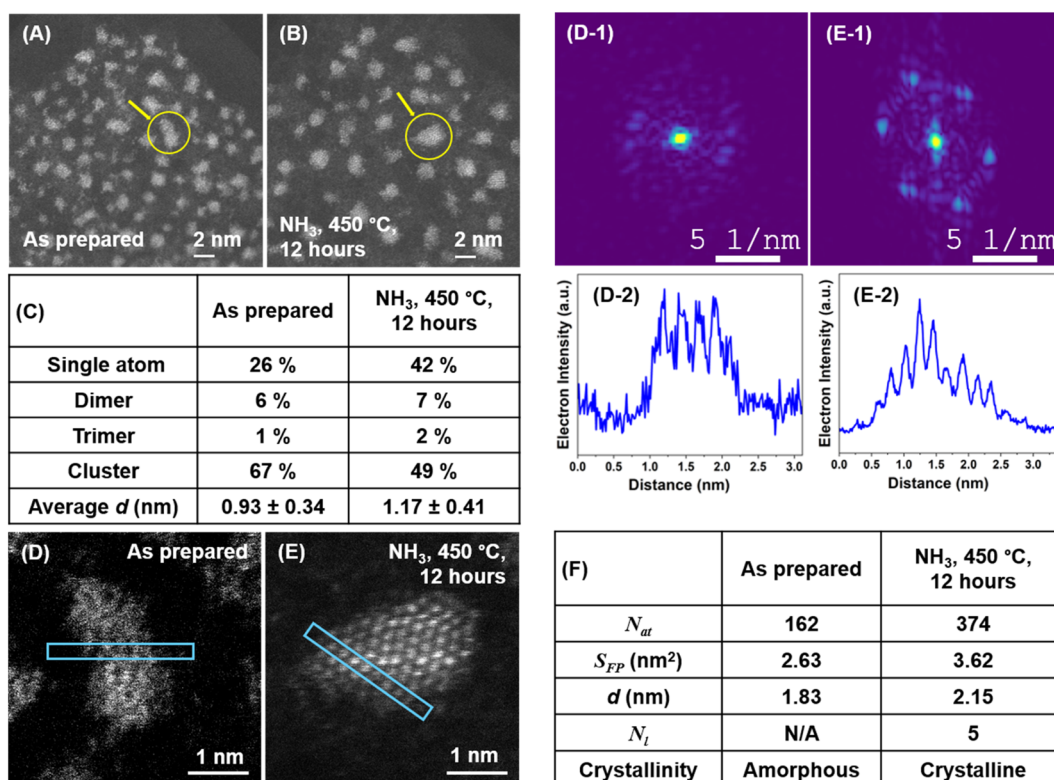 (A)
As prepared
2 nm
(B)
NH₃, 450 °C,
12 hours
2 nm
(D-1)
5 1/nm
(E-1)
5 1/nm
(C)
As prepared
NH₃, 450 °C,
12 hours
Single atom 26 % 42 %
Dimer 6 % 7 %
Trimer 1 % 2 %
Cluster 67 % 49 %
Average d (nm) 0.93 ± 0.34 1.17 ± 0.41
(D-2)
Electron Intensity (a.u.)
0.0 0.5 1.0 1.5 2.0 2.5 3.0
Distance (nm)
(E-2)
Electron Intensity (a.u.)
0.0 0.5 1.0 1.5 2.0 2.5 3.0
Distance (nm)
(D)
As prepared
1 nm
(E)
NH₃, 450 °C,
12 hours
1 nm
(F)
As prepared
NH₃, 450 °C,
12 hours
Nat 162 374
SFP (nm²) 2.63 3.62
d (nm) 1.83 2.15
Nl N/A 5
Crystallinity Amorphous Crystalline